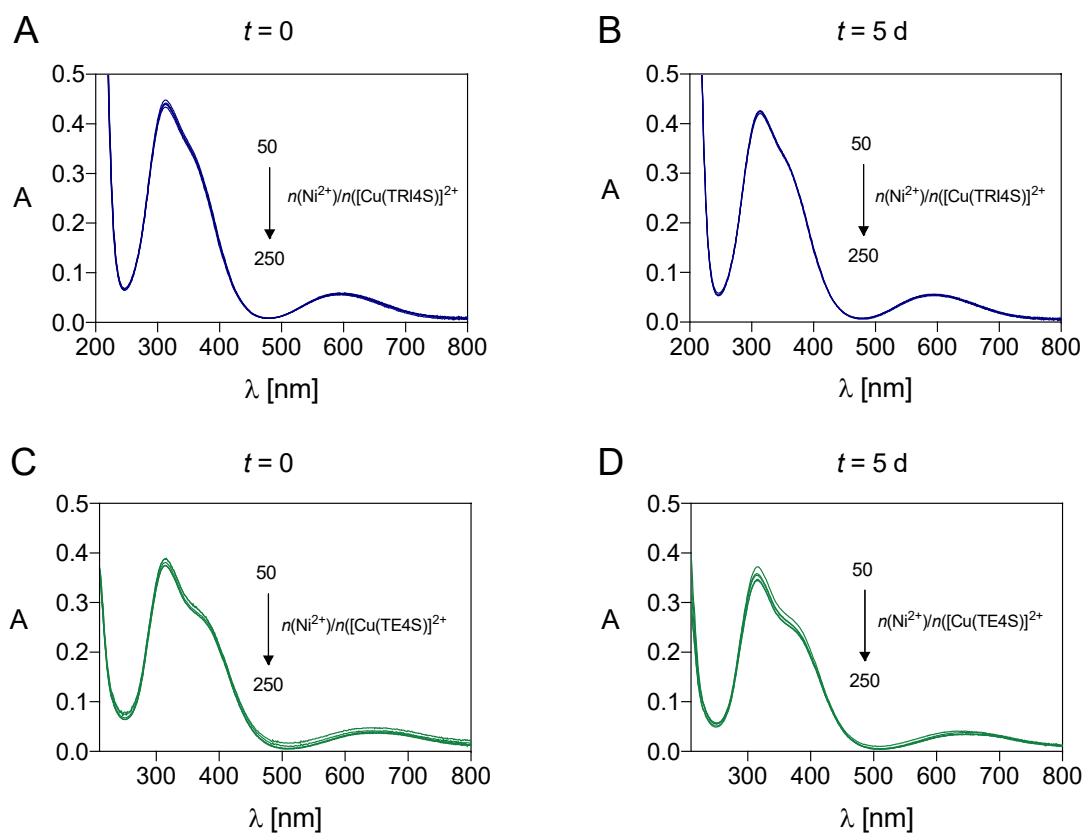 A
t = 0
0.5
0.4
0.3
0.2
0.1
0.0
A
200 300 400 500 600 700 800
λ [nm]
50
n(Ni²⁺)/n([Cu(TRI4S)]²⁺
250
B
t = 5 d
0.5
0.4
0.3
0.2
0.1
0.0
A
200 300 400 500 600 700 800
λ [nm]
50
n(Ni²⁺)/n([Cu(TRI4S)]²⁺
250
C
t = 0
0.5
0.4
0.3
0.2
0.1
0.0
A
300 400 500 600 700 800
λ [nm]
50
n(Ni²⁺)/n([Cu(TE4S)]²⁺
250
D
t = 5 d
0.5
0.4
0.3
0.2
0.1
0.0
A
300 400 500 600 700 800
λ [nm]
50
n(Ni²⁺)/n([Cu(TE4S)]²⁺
250